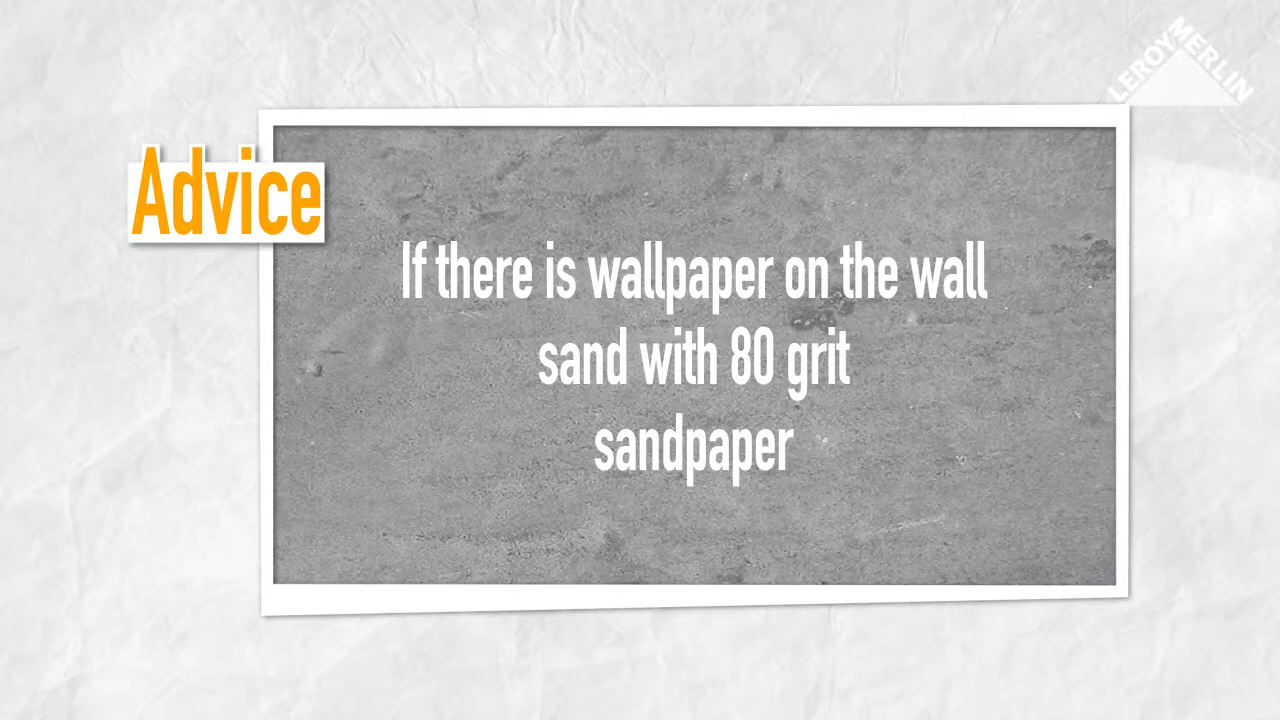 LEROY MERLIN
Advice
If there is wallpaper on the wall
sand with 80 grit
sandpaper